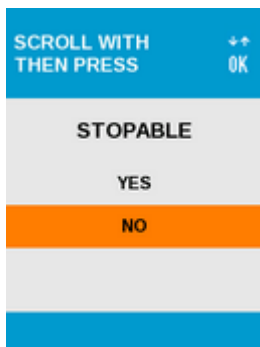 SCROLL WITH ↓↑
THEN PRESS OK
STOPABLE
YES
NO